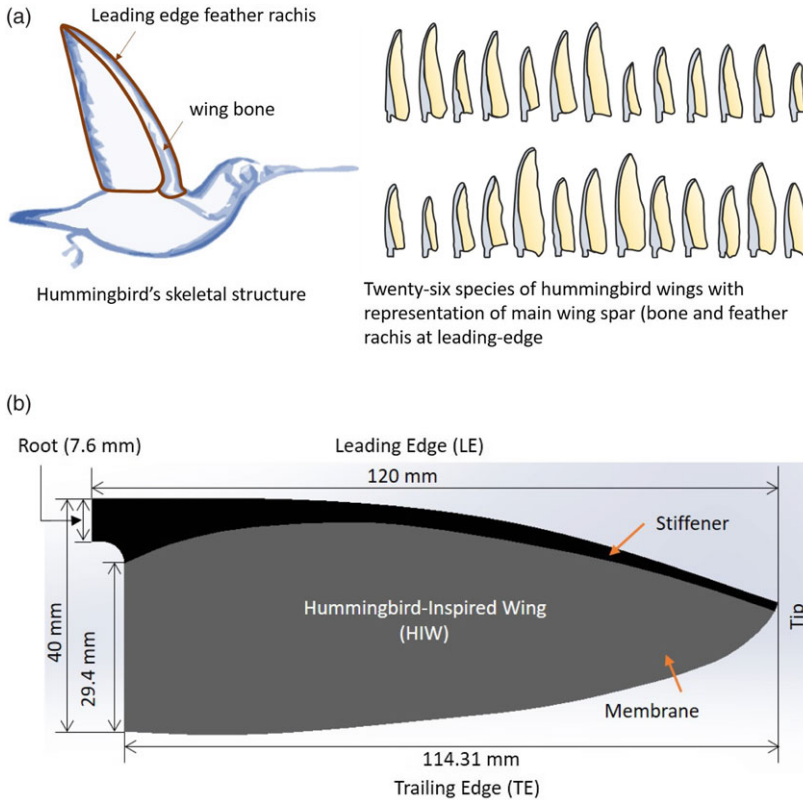 (a)
Leading edge feather rachis
wing bone
Hummingbird's skeletal structure
Twenty-six species of hummingbird wings with
representation of main wing spar (bone and feather
rachis at leading-edge
(b)
Root (7.6 mm)
Leading Edge (LE)
120 mm
Stiffener
40 mm
29.4 mm
Hummingbird-Inspired Wing
(HIW)
Tip
Membrane
114.31 mm
Trailing Edge (TE)